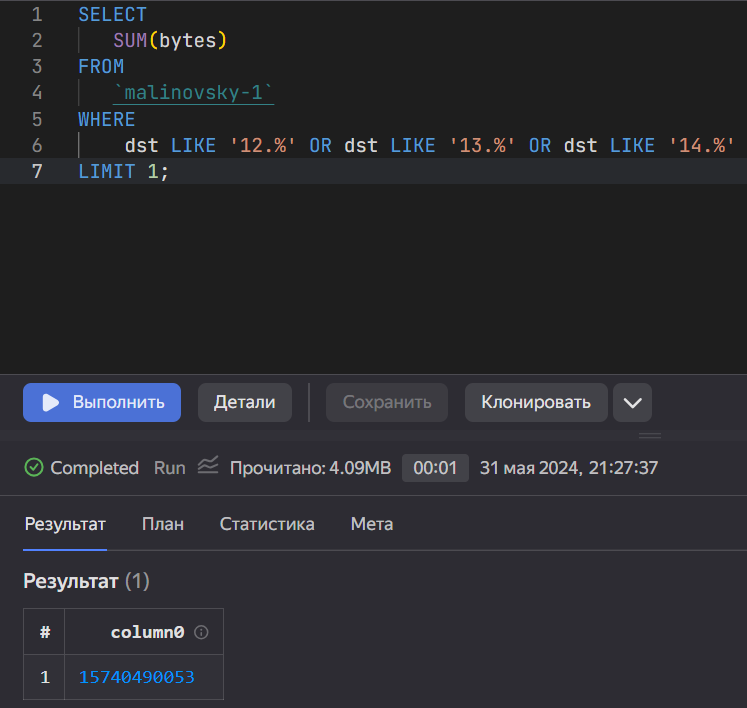 1 SELECT
2 SUM(bytes)
3 FROM
4 `malinovsky-1`
5 WHERE
6 dst LIKE '12.%' OR dst LIKE '13.%' OR dst LIKE '14.%'
7 LIMIT 1;
Выполнить Детали Сохранить Клонировать
Completed Run Прочитано: 4.09MB 00:01 31 мая 2024, 21:27:37
Результат План Статистика Мета
Результат (1)
# column0
1 15740490053